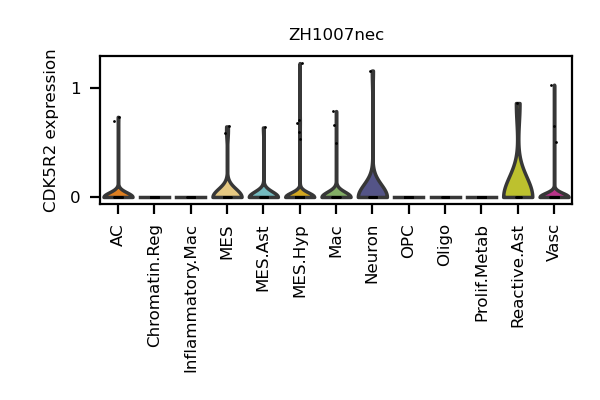 ZH1007nec
CDK5R2 expression
1
0
AC
Chromatin.Reg
Inflammatory.Mac
MES
MES.Ast
MES.Hyp
Mac
Neuron
OPC
Oligo
Prolif.Metab
Reactive.Ast
Vasc